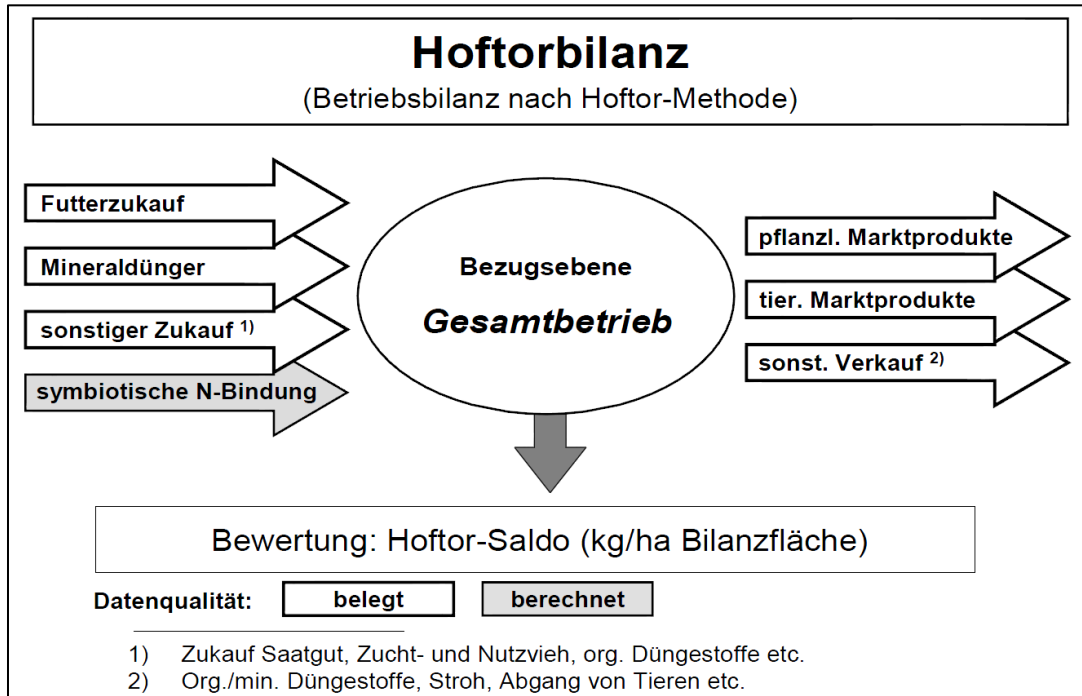 Hoftorbilanz
(Betriebsbilanz nach Hoftor-Methode)
Futterzukauf
Mineraldünger
sonstiger Zukauf 1)
symbiotische N-Bindung
Bezugsebene
Gesamtbetrieb
pflanzl. Marktprodukte
tier. Marktprodukte
sonst. Verkauf 2)
Bewertung: Hoftor-Saldo (kg/ha Bilanzfläche)
Datenqualität: belegt berechnet
1) Zukauf Saatgut, Zucht- und Nutzvieh, org. Düngestoffe etc.
2) Org./min. Düngestoffe, Stroh, Abgang von Tieren etc.